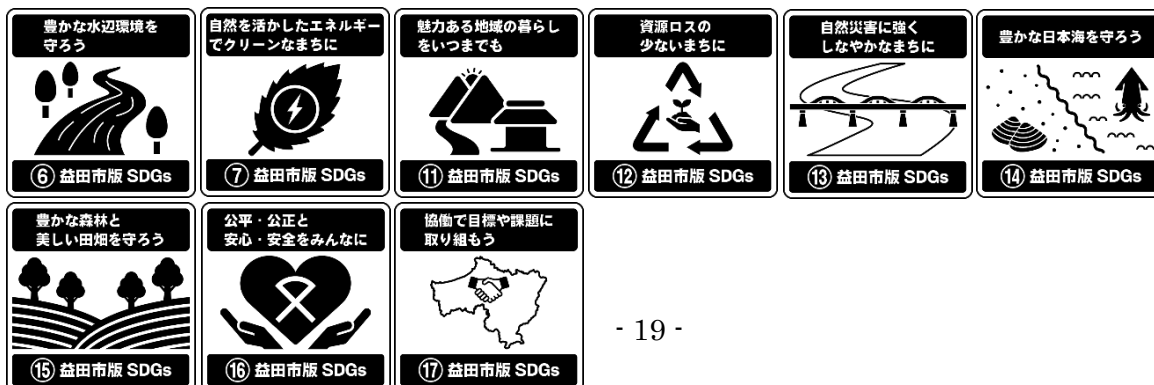 豊かな水辺環境を
守ろう
⑥ 益田市版 SDGs
自然を活かしたエネルギー
でクリーンなまちに
⑦ 益田市版 SDGs
魅力ある地域の暮らし
をいつまでも
⑪ 益田市版 SDGs
資源ロスの
少ないまちに
⑫ 益田市版 SDGs
自然災害に強く
しなやかなまちに
⑬ 益田市版 SDGs
豊かな日本海を守ろう
⑭ 益田市版 SDGs
豊かな森林と
美しい田畑を守ろう
⑮ 益田市版 SDGs
公平・公正と
安心・安全をみんなに
⑯ 益田市版 SDGs
協働で目標や課題に
取り組もう
⑰ 益田市版 SDGs
- 19 -